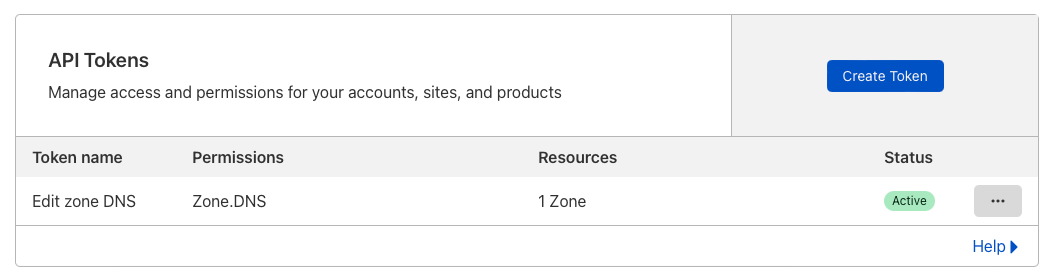 API Tokens
Manage access and permissions for your accounts, sites, and products
Create Token
Token name Permissions Resources Status
Edit zone DNS Zone.DNS 1 Zone Active ...
Help